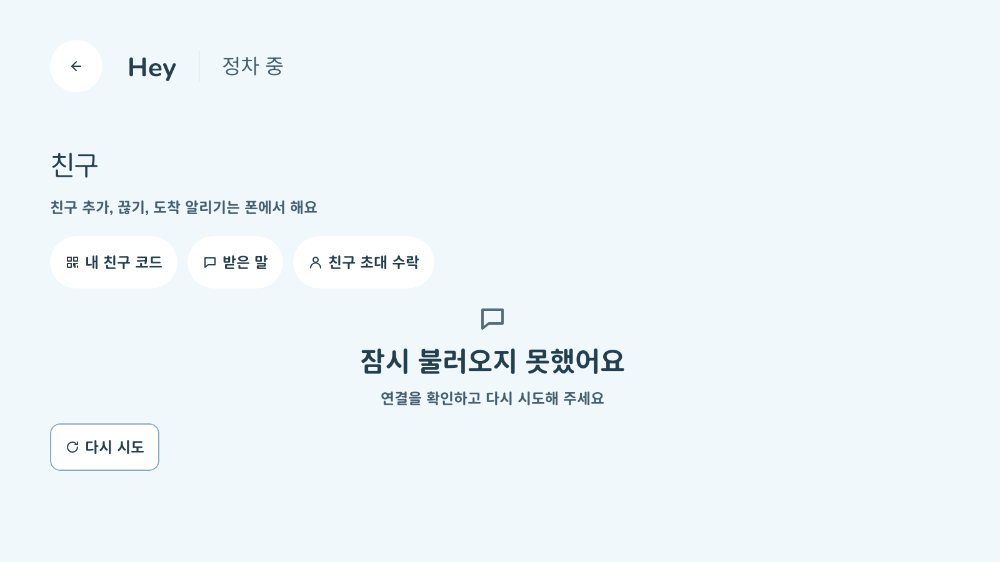 Hey
정차 중
친구
친구 추가, 끊기, 도착 알리기는 폰에서 해요
내 친구 코드
받은 말
친구 초대 수락
잠시 불러오지 못했어요
연결을 확인하고 다시 시도해 주세요
다시 시도